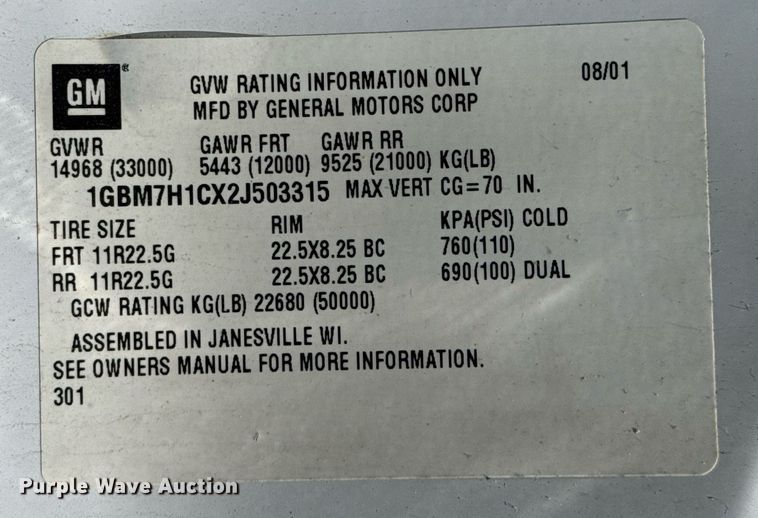 GM® GVW RATING INFORMATION ONLY 08/01
MFD BY GENERAL MOTORS CORP
GVWR GAWR FRT GAWR RR
14968 (33000) 5443 (12000) 9525 (21000) KG(LB)
1GBM7H1CX2J503315 MAX VERT CG=70 IN.
TIRE SIZE RIM KPA(PSI) COLD
FRT 11R22.5G 22.5X8.25 BC 760(110)
RR 11R22.5G 22.5X8.25 BC 690(100) DUAL
GCW RATING KG(LB) 22680 (50000)
ASSEMBLED IN JANESVILLE WI.
SEE OWNERS MANUAL FOR MORE INFORMATION.
301
Purple Wave Auction